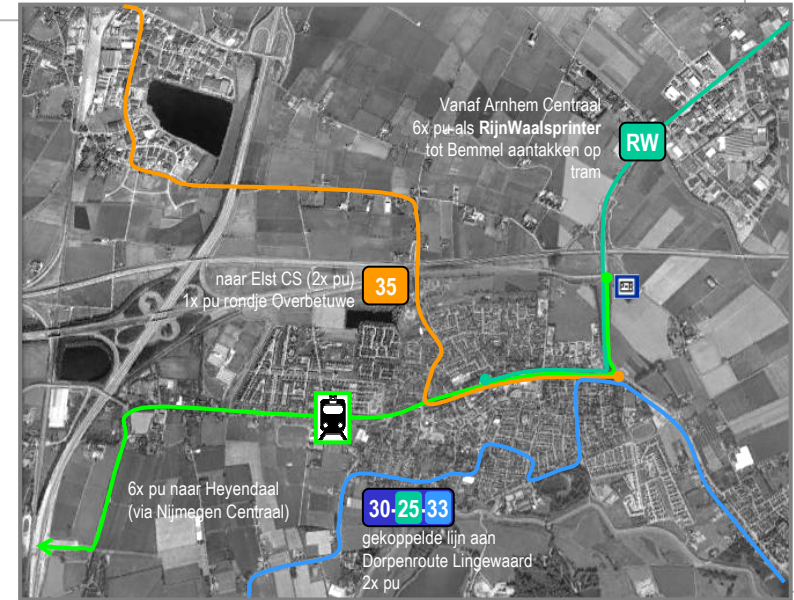 Vanaf Arnhem Centraal
6x pu als RijnWaalsprinter
tot Bemmel aantakken op
tram
RW
naar Elst CS (2x pu)
1x pu rondje Overbetuwe
35
6x pu naar Heyendaal
(via Nijmegen Centraal)
30-25-33
gekoppelde lijn aan
Dorpenroute Lingewaard
2x pu